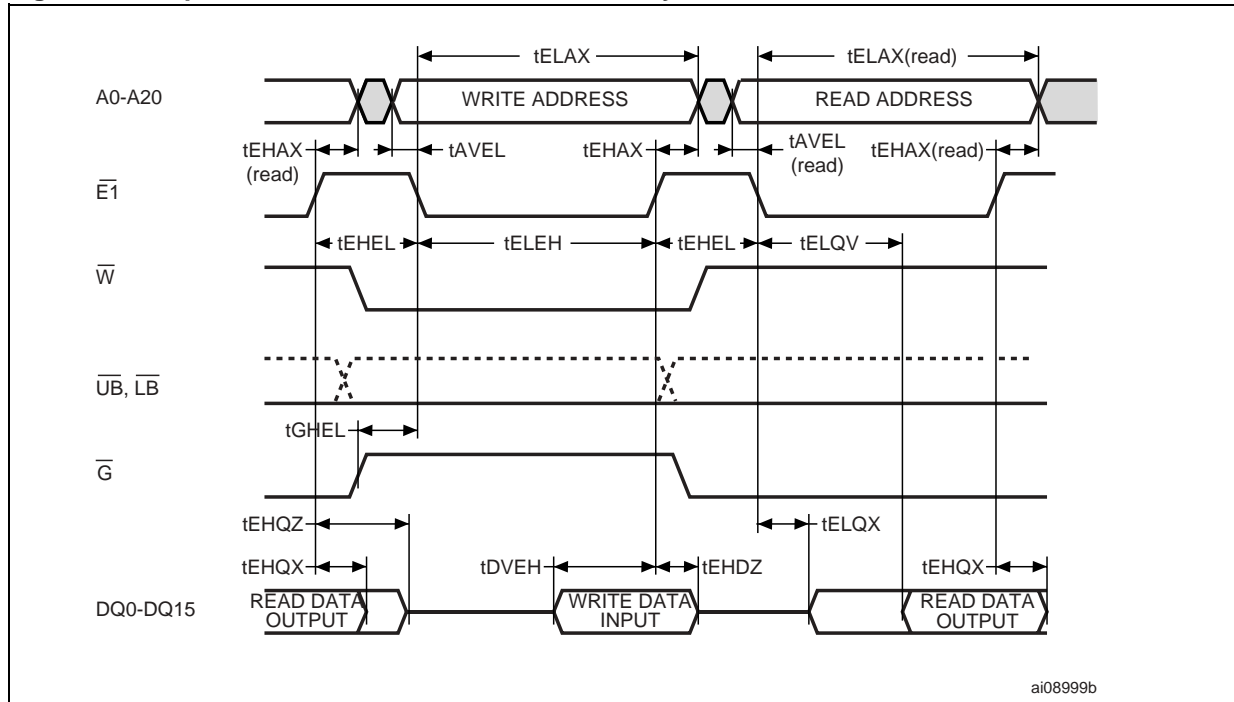 tELAX
tELAX(read)
A0-A20
WRITE ADDRESS
READ ADDRESS
tEHAX
(read)
tAVEL
tEHAX
tAVEL
(read)
tEHAX(read)
E1
tEHEL
tELEH
tEHEL
tELQV
W
UB, LB
tGHEL
G
tEHQZ
tELQX
tEHQX
tDVEH
tEHDZ
tEHQX
DQ0-DQ15
READ DATA
OUTPUT
WRITE DATA
INPUT
READ DATA
OUTPUT
ai08999b